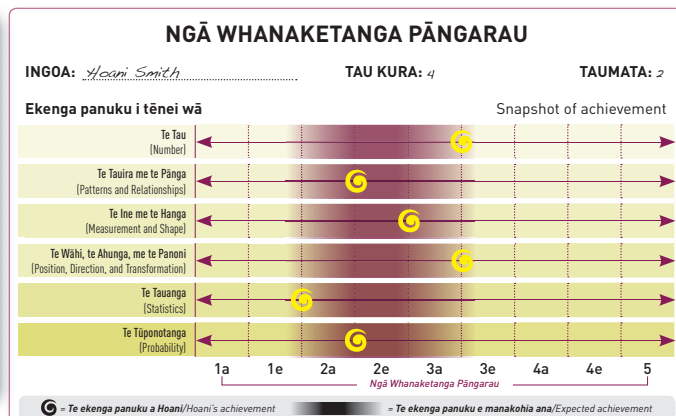 NGĀ WHANAKETANGA PĀNGARAU
INGOA: Hoani Smith TAU KURA: 4 TAUMATA: 2
Ekenga panuku i tēnei wā Snapshot of achievement
Te Tau
(Number)
Te Tauira me te Pānga
(Patterns and Relationships)
Te Ine me te Hanga
(Measurement and Shape)
Te Wāhi, te Ahunga, me te Panoni
(Position, Direction, and Transformation)
Te Tauanga
(Statistics)
Te Tūponotanga
(Probability)
1a 1e 2a 2e 3a 3e 4a 4e 5
Ngā Whanaketanga Pāngarau
= Te ekenga panuku a Hoani/Hoani's achievement = Te ekenga panuku e manakohia ana/Expected achievement